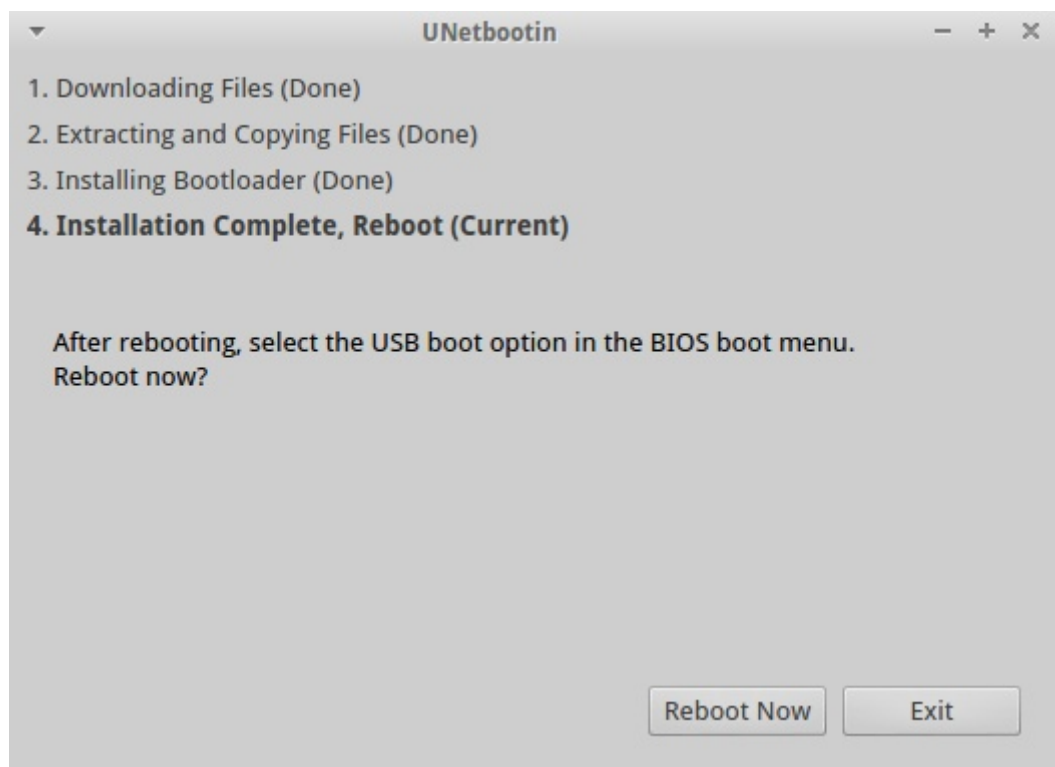 UNetbootin
1. Downloading Files (Done)
2. Extracting and Copying Files (Done)
3. Installing Bootloader (Done)
4. Installation Complete, Reboot (Current)
After rebooting, select the USB boot option in the BIOS boot menu.
Reboot now?
Reboot Now
Exit